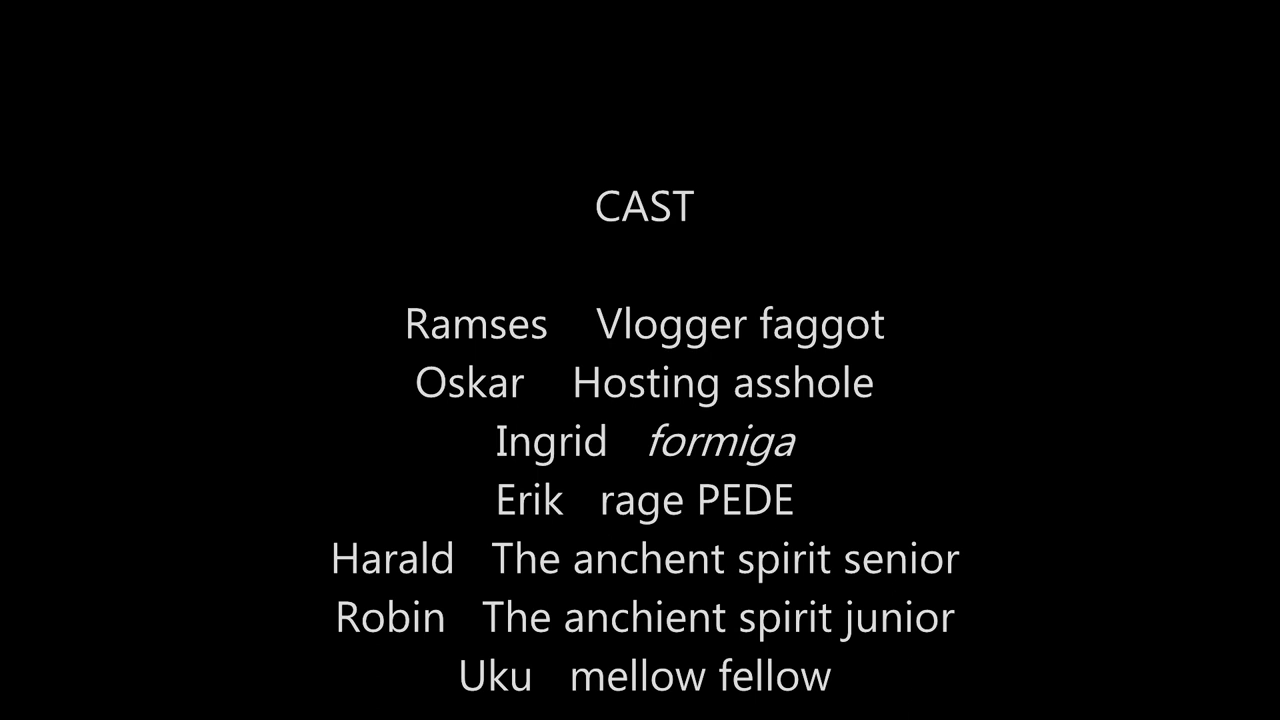 CAST
Ramses Vlogger faggot
Oskar Hosting asshole
Ingrid formiga
Erik rage PEDE
Harald The anchent spirit senior
Robin The anchient spirit junior
Uku mellow fellow